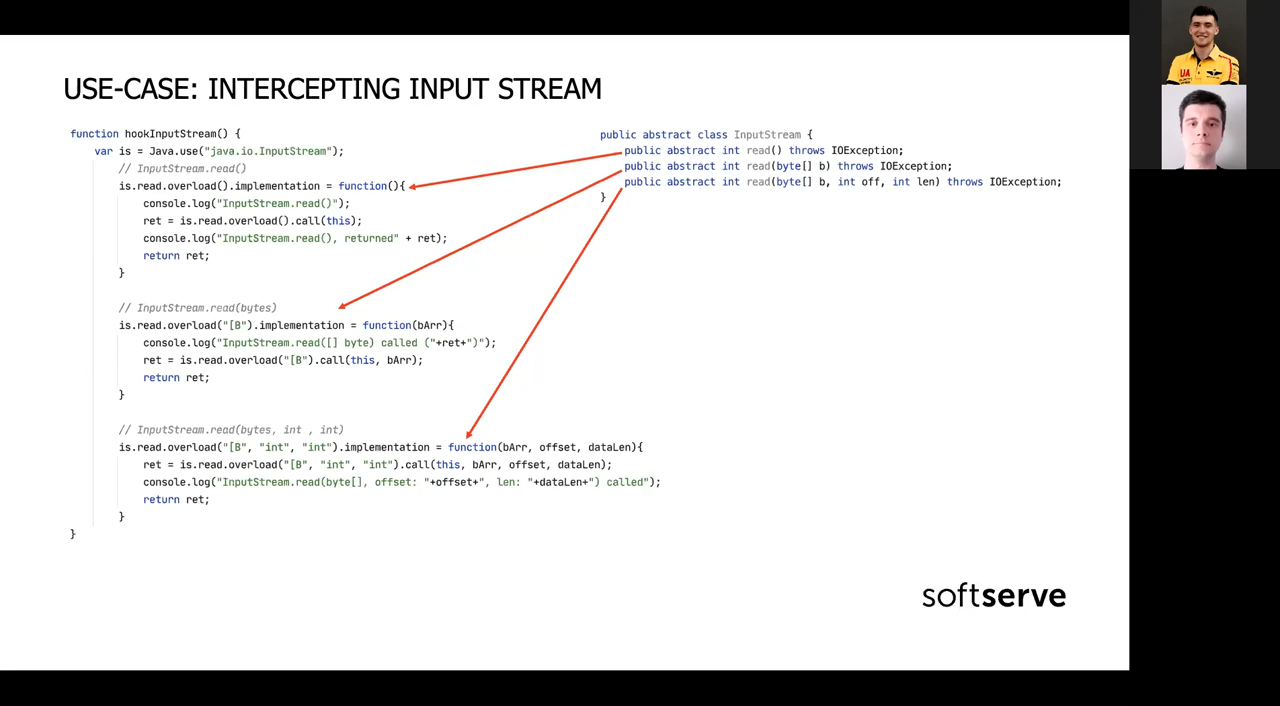 USE-CASE: INTERCEPTING INPUT STREAM
function hookInputStream() {
var is = Java.use("java.io.InputStream");
// InputStream.read()
is.read.overload().implementation = function(){
console.log("InputStream.read()");
ret = is.read.overload().call(this);
console.log("InputStream.read(), returned" + ret);
return ret;
}
// InputStream.read(bytes)
is.read.overload("[B").implementation = function(bArr){
console.log("InputStream.read([] byte) called ("+ret+")");
ret = is.read.overload("[B").call(this, bArr);
return ret;
}
// InputStream.read(bytes, int , int)
is.read.overload("[B", "int", "int").implementation = function(bArr, offset, dataLen){
ret = is.read.overload("[B", "int", "int").call(this, bArr, offset, dataLen);
console.log("InputStream.read(byte[], offset: "+offset+", len: "+dataLen+") called");
return ret;
}
}
public abstract class InputStream {
public abstract int read() throws IOException;
public abstract int read(byte[] b) throws IOException;
public abstract int read(byte[] b, int off, int len) throws IOException;
}
softserve
UA